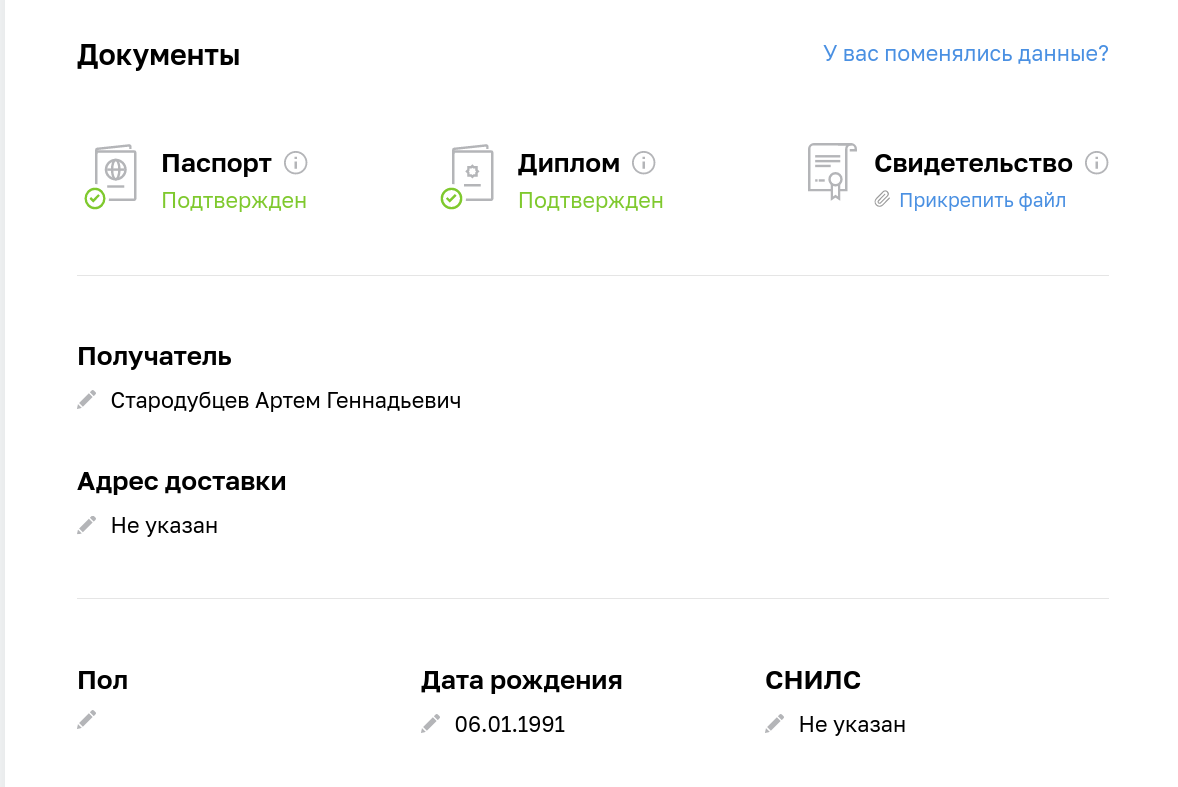 Документы
У вас поменялись данные?
Паспорт
Подтвержден
Диплом
Подтвержден
Свидетельство
Прикрепить файл
Получатель
Стародубцев Артем Геннадьевич
Адрес доставки
Не указан
Пол
Дата рождения
06.01.1991
СНИЛС
Не указан